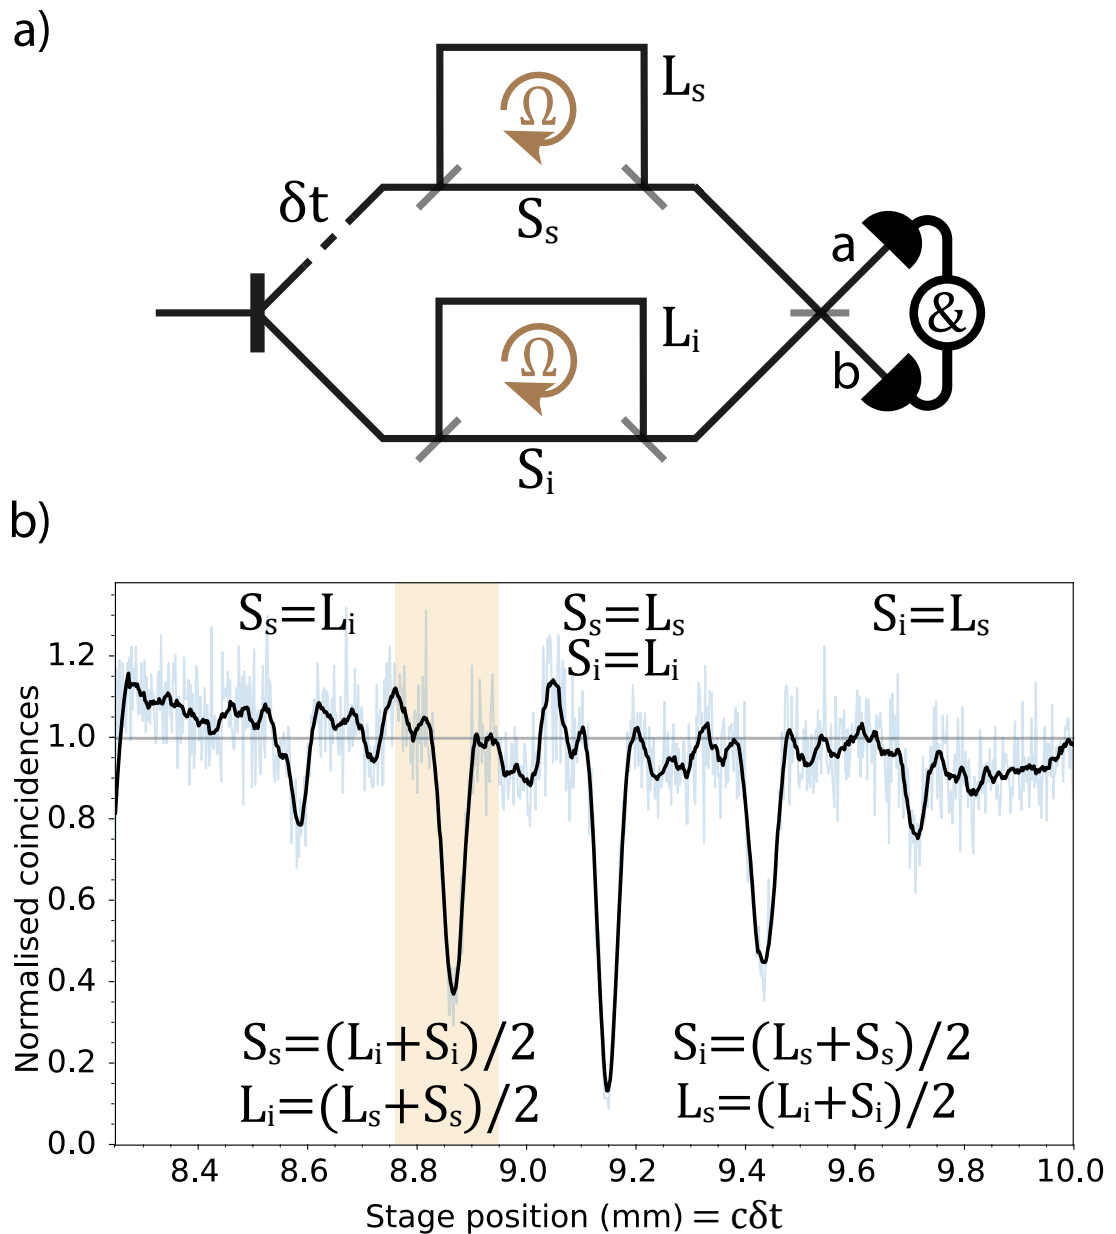 a)
Ω
Lₛ
δt
Sₛ
a
Ω
Lᵢ
&
b
Sᵢ
b)
Sₛ=Lᵢ
Sₛ=Lₛ
Sᵢ=Lₛ
Sᵢ=Lᵢ
1.2
1.0
0.8
0.6
0.4
0.2
0.0
Normalised coincidences
Sₛ=(Lᵢ+Sᵢ)/2
Lᵢ=(Lₛ+Sₛ)/2
Sᵢ=(Lₛ+Sₛ)/2
Lₛ=(Lᵢ+Sᵢ)/2
8.4 8.6 8.8 9.0 9.2 9.4 9.6 9.8 10.0
Stage position (mm) = cδt